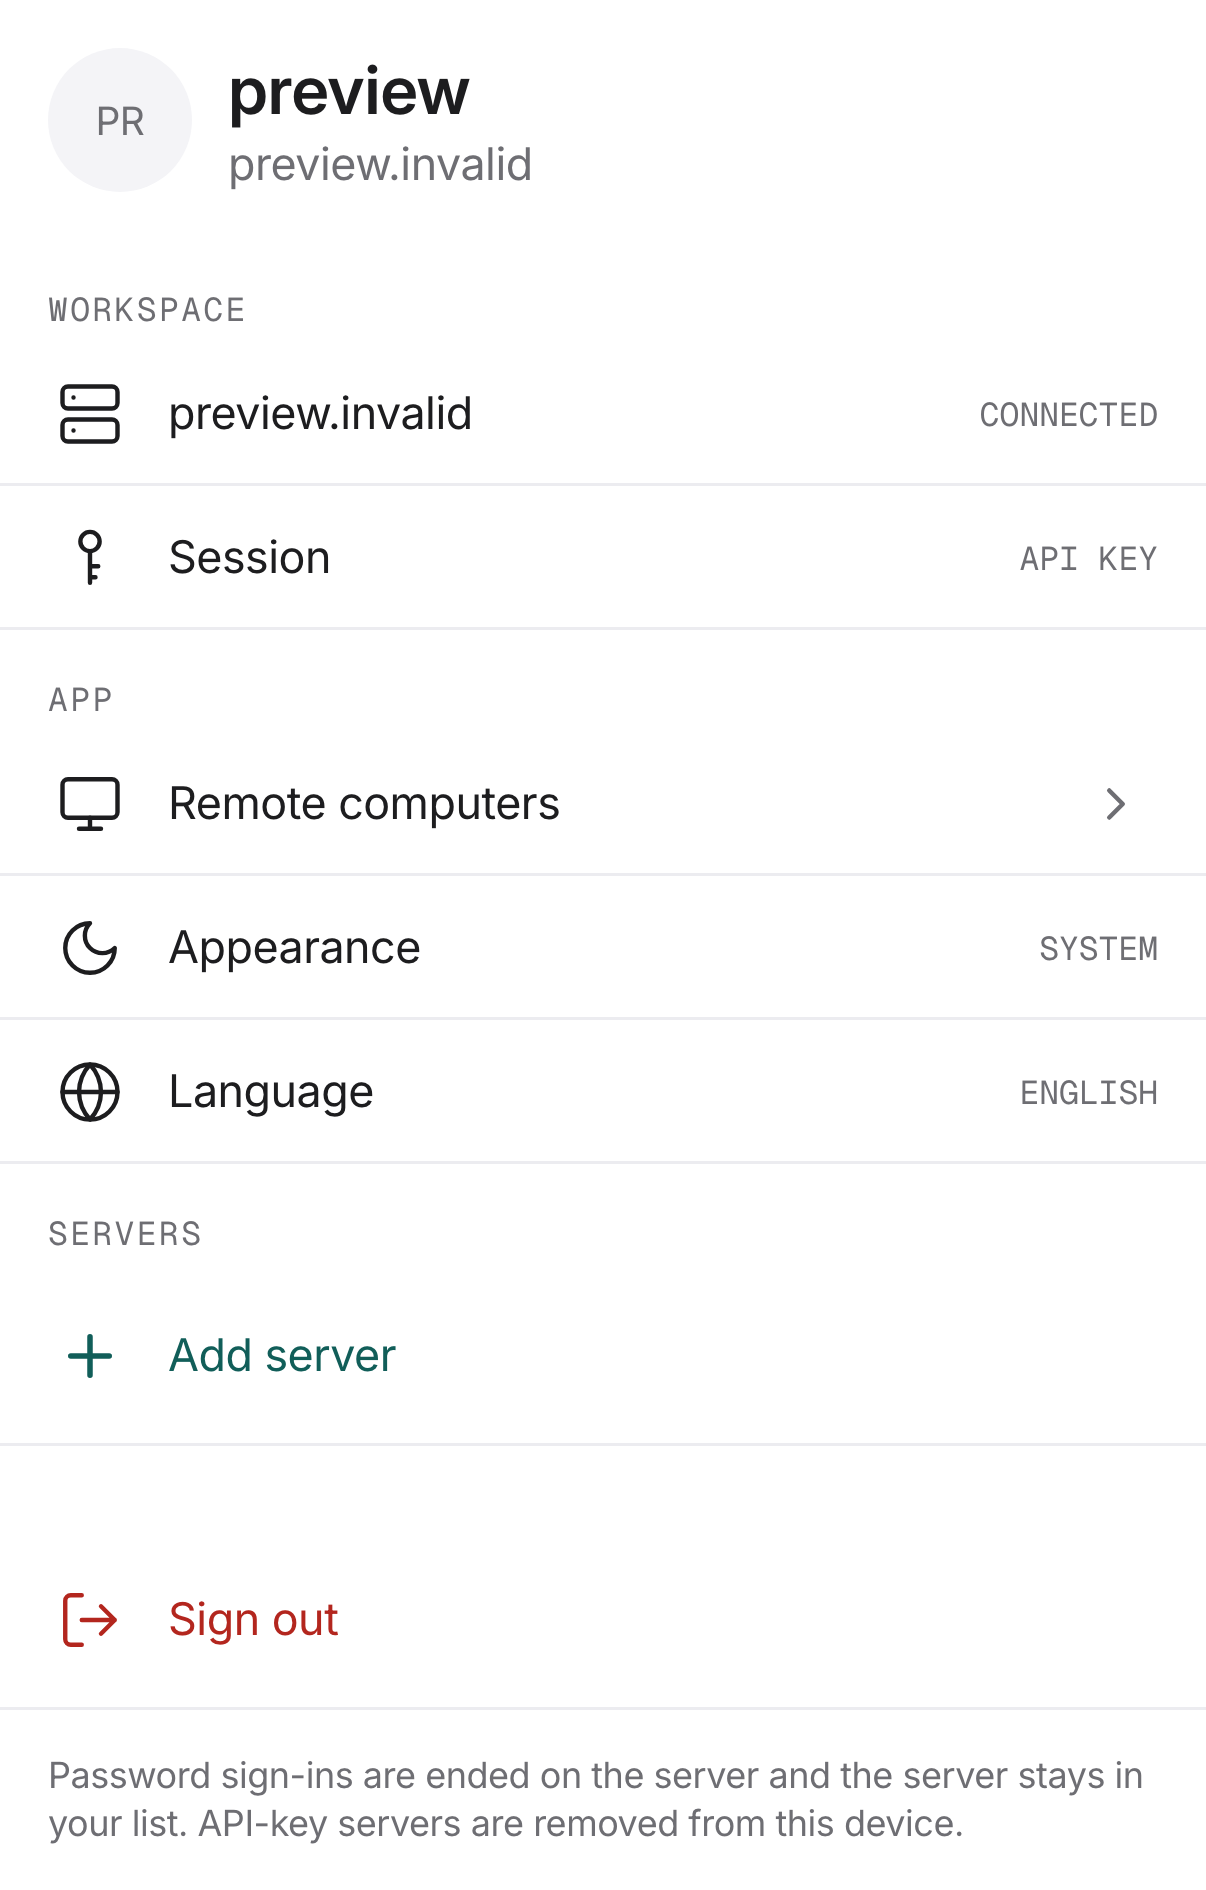 PR
preview
preview.invalid
WORKSPACE
preview.invalid CONNECTED
Session API KEY
APP
Remote computers
Appearance SYSTEM
Language ENGLISH
SERVERS
Add server
Sign out
Password sign-ins are ended on the server and the server stays in
your list. API-key servers are removed from this device.